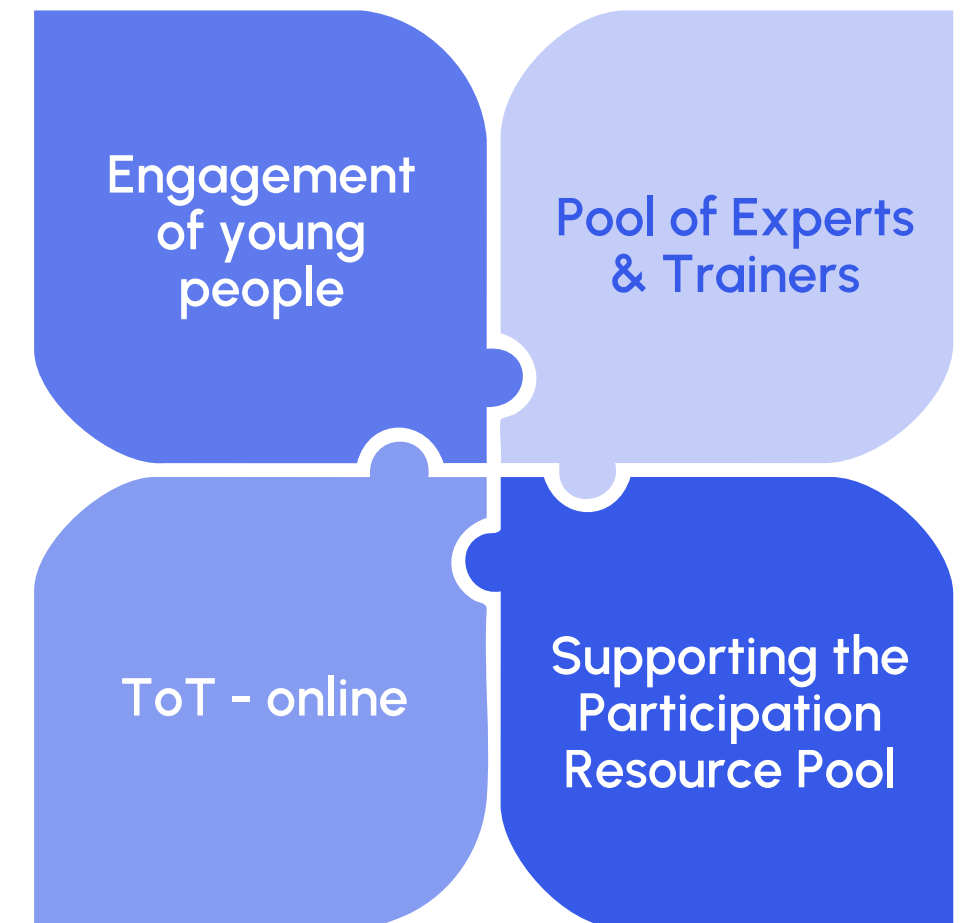 Engagement
of young
people
Pool of Experts
& Trainers
ToT - online
Supporting the
Participation
Resource Pool